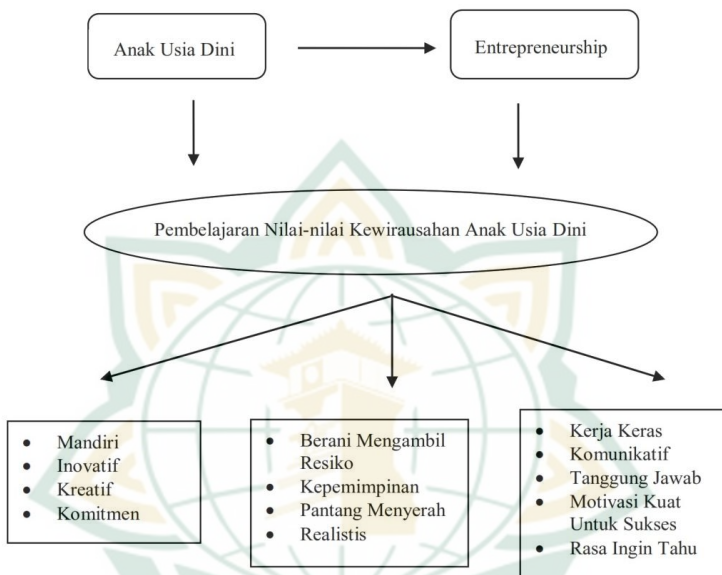 Anak Usia Dini
Entrepreneurship
Pembelajaran Nilai-nilai Kewirausahan Anak Usia Dini
• Mandiri
• Inovatif
• Kreatif
• Komitmen
• Berani Mengambil
Resiko
• Kepemimpinan
• Pantang Menyerah
• Realistis
• Kerja Keras
• Komunikatif
• Tanggung Jawab
• Motivasi Kuat
Untuk Sukses
• Rasa Ingin Tahu